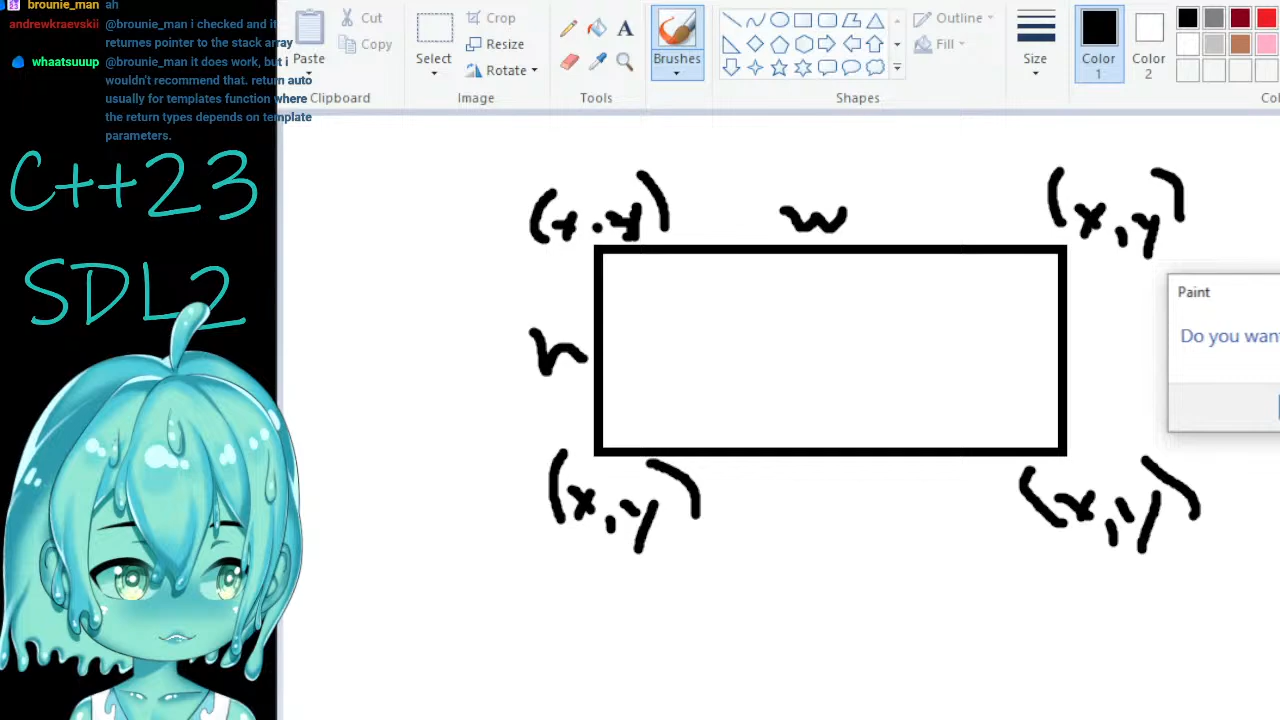 brounie_man ah
andrewkraevskii @brounie_man i checked and it
returnes pointer to the stack array
whaatsuuup @brounie_man it does work, but i
wouldn't recommend that. return auto
usually for templates function where
the return types depends on template
parameters.
C++23
SDL2
Paste
Cut
Copy
Clipboard
Select
Crop
Resize
Rotate
Image
A
Tools
Brushes
Shapes
Outline
Fill
Size
Color
1
Color
2
(x.y)
w
(x,y)
h
(x,y)
(x,y)
Paint
Do you